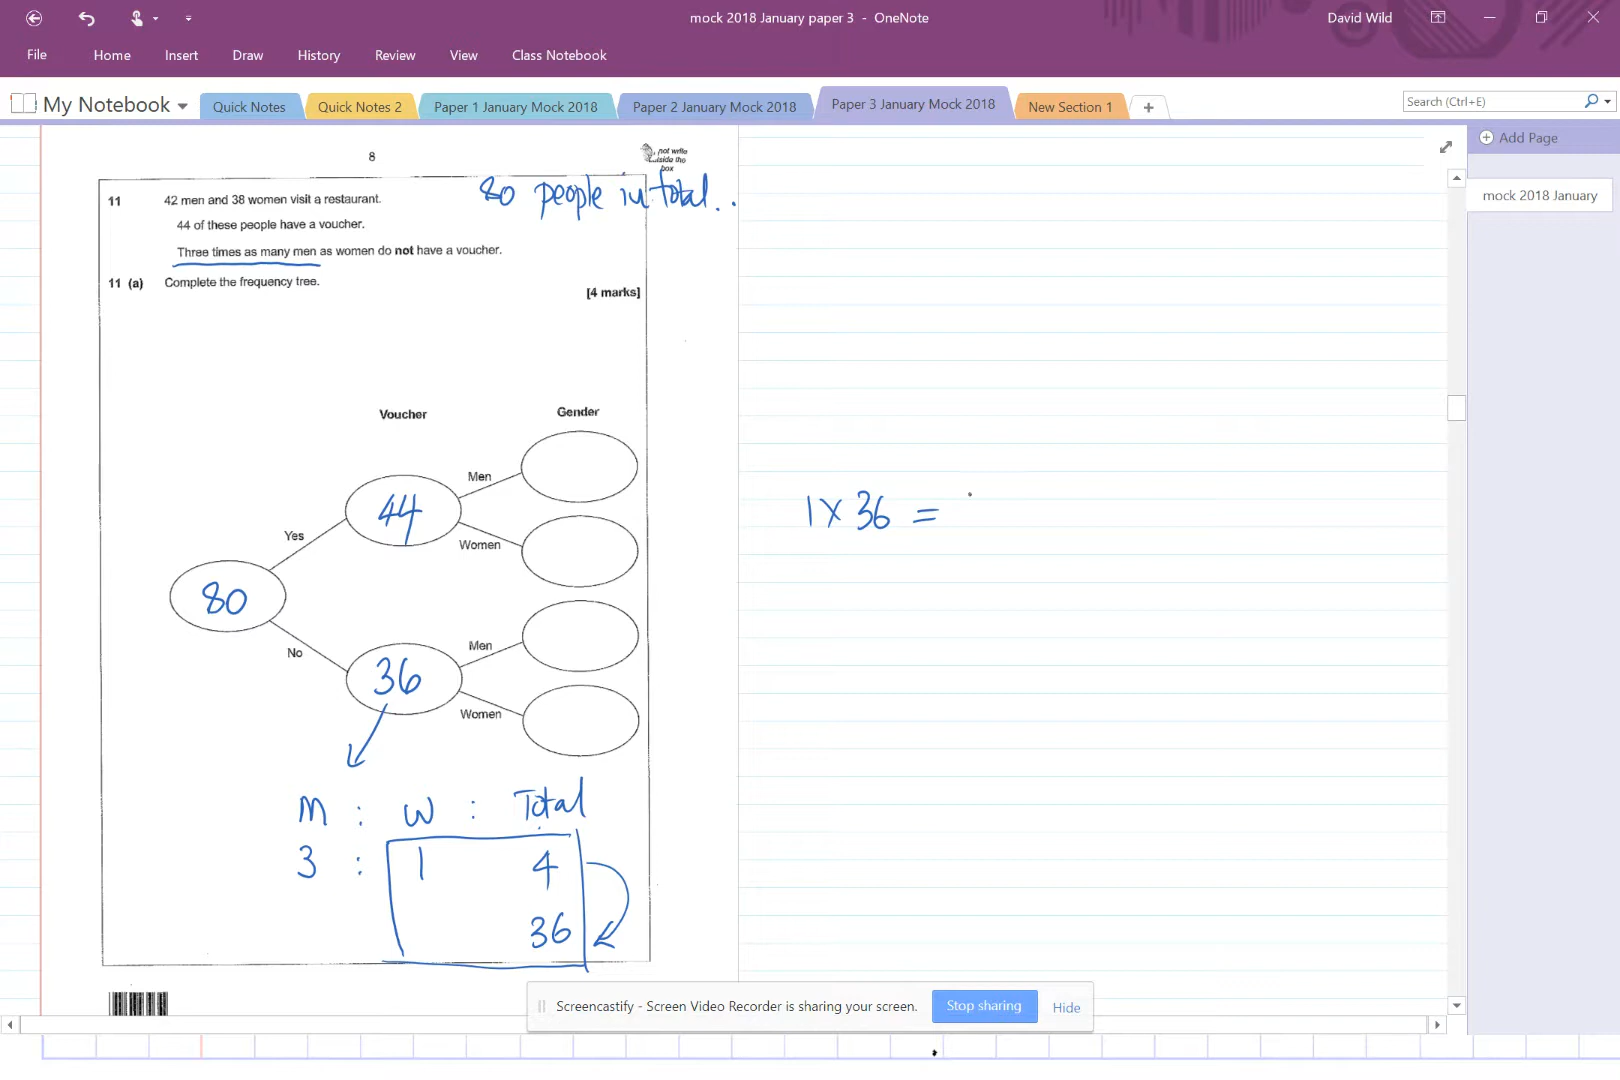 mock 2018 January paper 3 - OneNote
David Wild
File Home Insert Draw History Review View Class Notebook
My Notebook
Quick Notes
Quick Notes 2
Paper 1 January Mock 2018
Paper 2 January Mock 2018
Paper 3 January Mock 2018
New Section 1
Search (Ctrl+E)
Add Page
mock 2018 January
8
not write
box
80 people in total..
11 42 men and 38 women visit a restaurant.
44 of these people have a voucher.
Three times as many men as women do not have a voucher.
11 (a) Complete the frequency tree.
[4 marks]
Voucher Gender
Men
44
Yes
Women
80
No
Men
36
Women
1 x 36 =
M : W : Total
3 : 1 4
36
Screencastify - Screen Video Recorder is sharing your screen.
Stop sharing
Hide